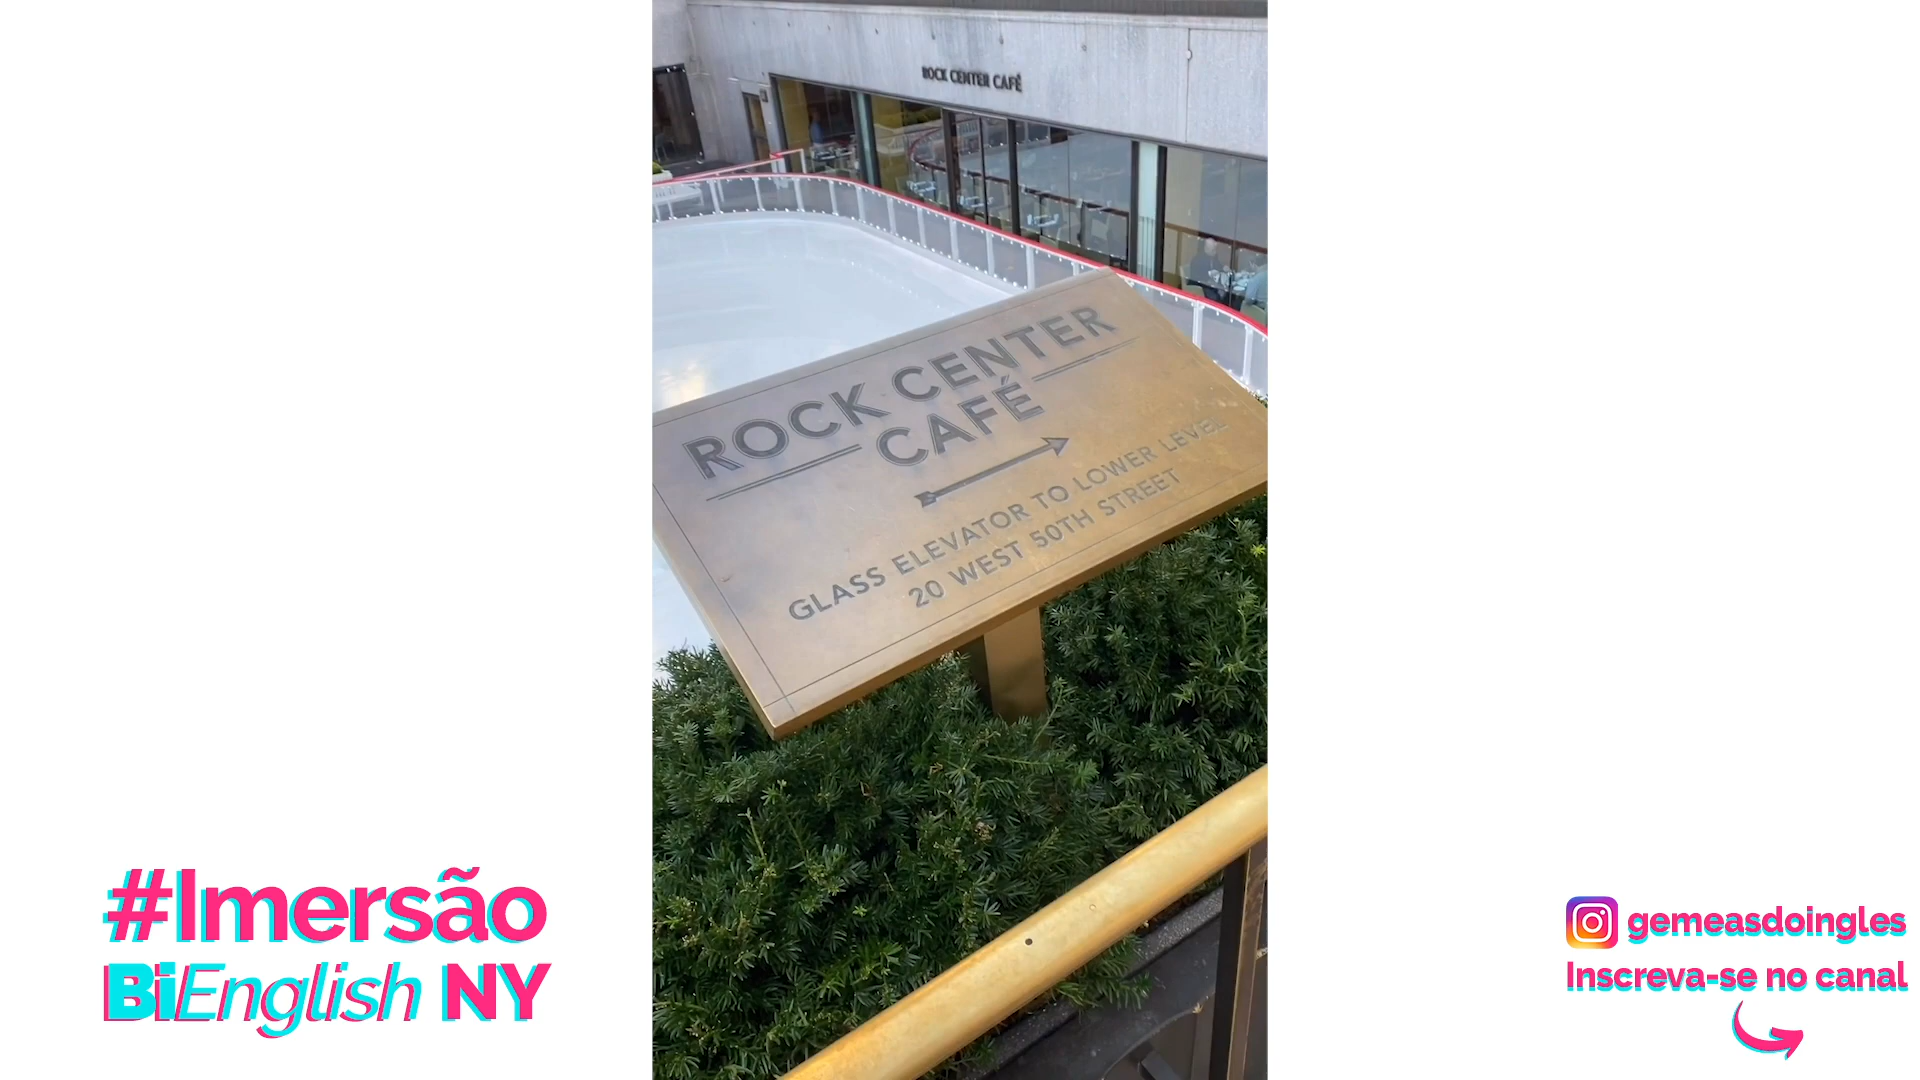 ROCK CENTER CAFÉ
ROCK CENTER
CAFÉ
GLASS ELEVATOR TO LOWER LEVEL
20 WEST 50TH STREET
#Imersão
BiEnglish NY
gemeasdoingles
Inscreva-se no canal